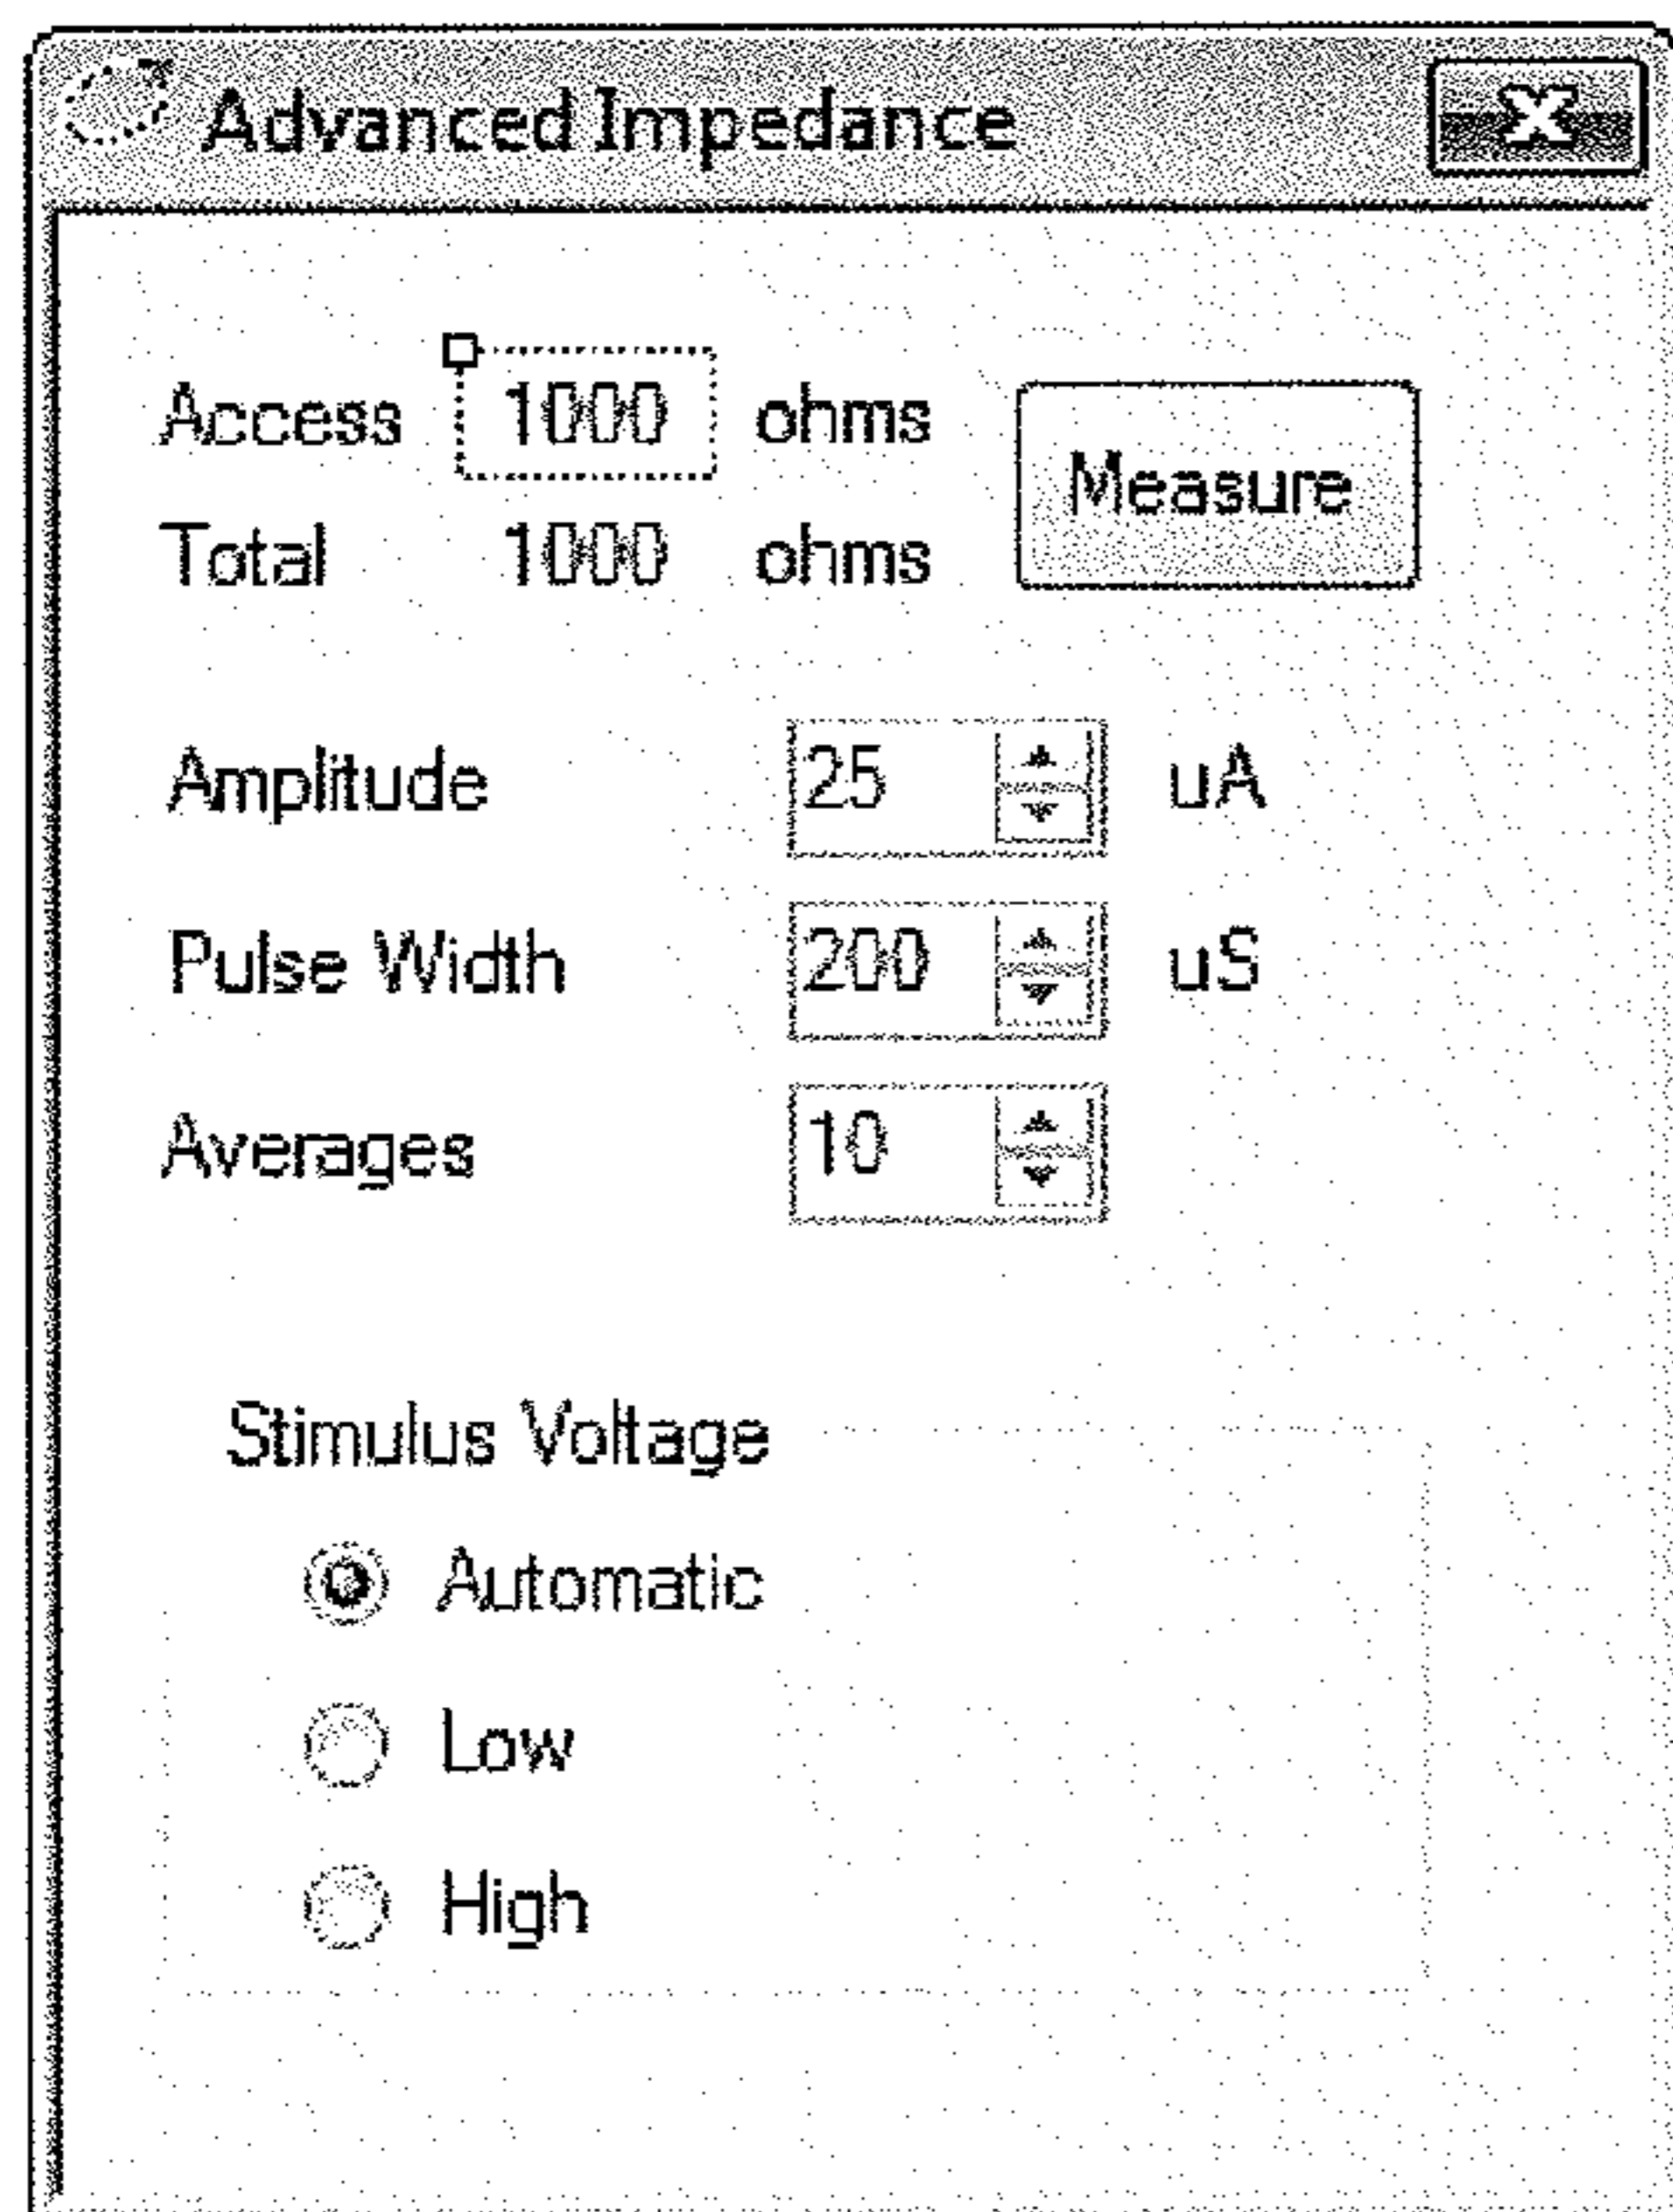 Advanced Impedance
Access 1000 ohms
Measure
Total 1000 ohms
Amplitude 25 uA
Pulse Width 200 uS
Averages 10
Stimulus Voltage
Automatic
Low
High